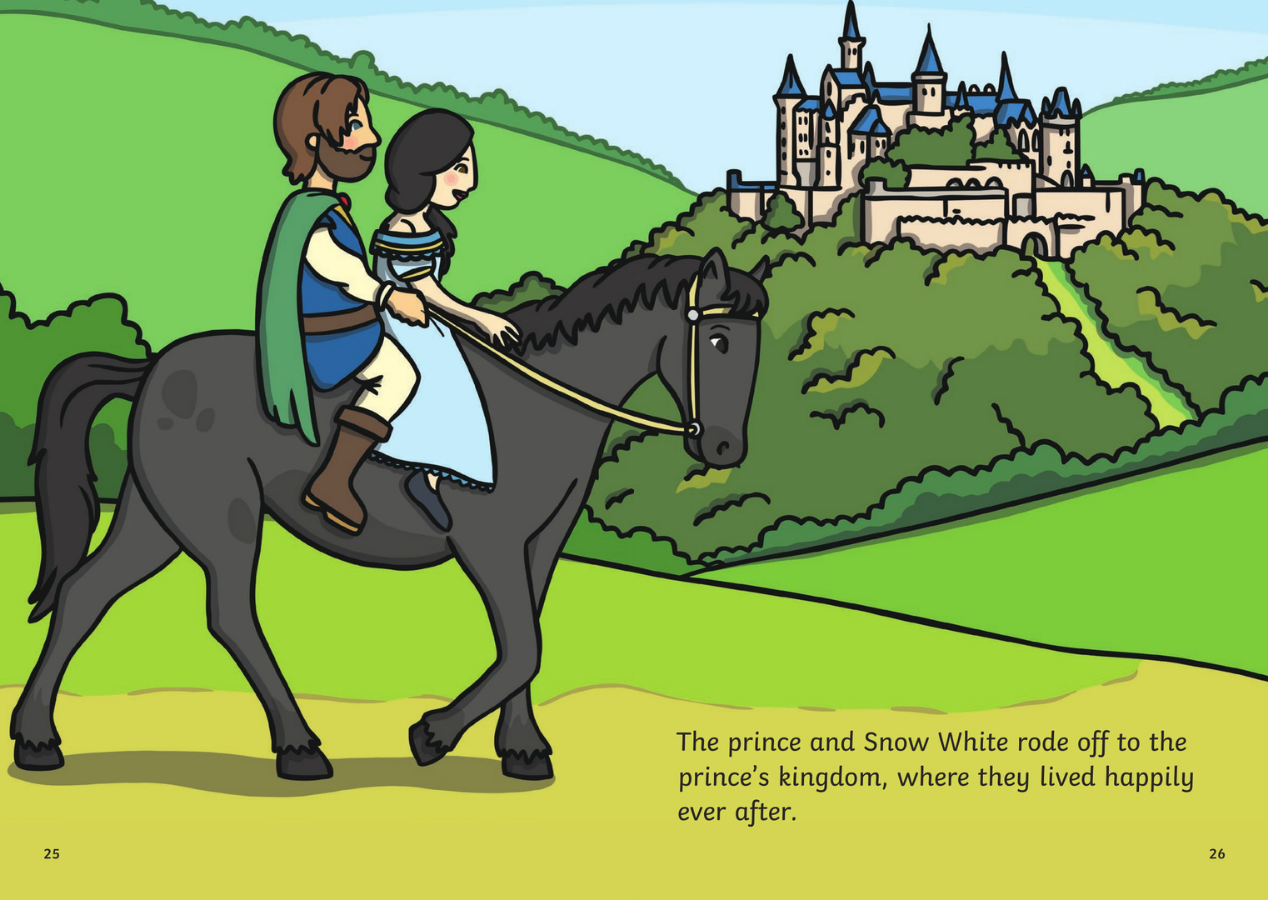 The prince and Snow White rode off to the
prince's kingdom, where they lived happily
ever after.
25
26